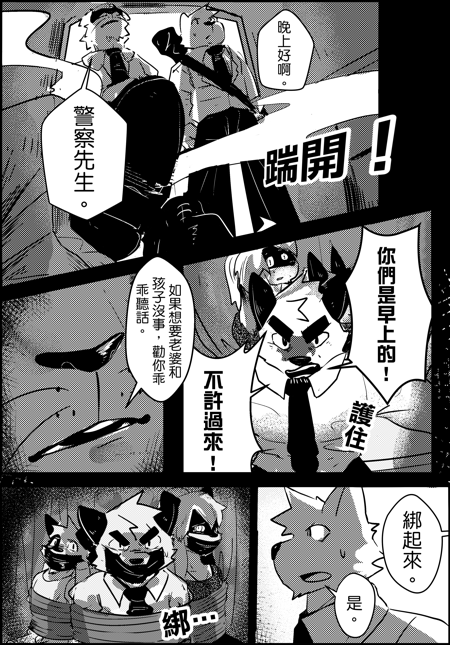 晚上好啊。
警察先生。
踹開！
你們是早上的！
不許過來！
護住
如果想要老婆和
孩子沒事，勸你乖
乖聽話。
綁起來。
是。
綁⋯